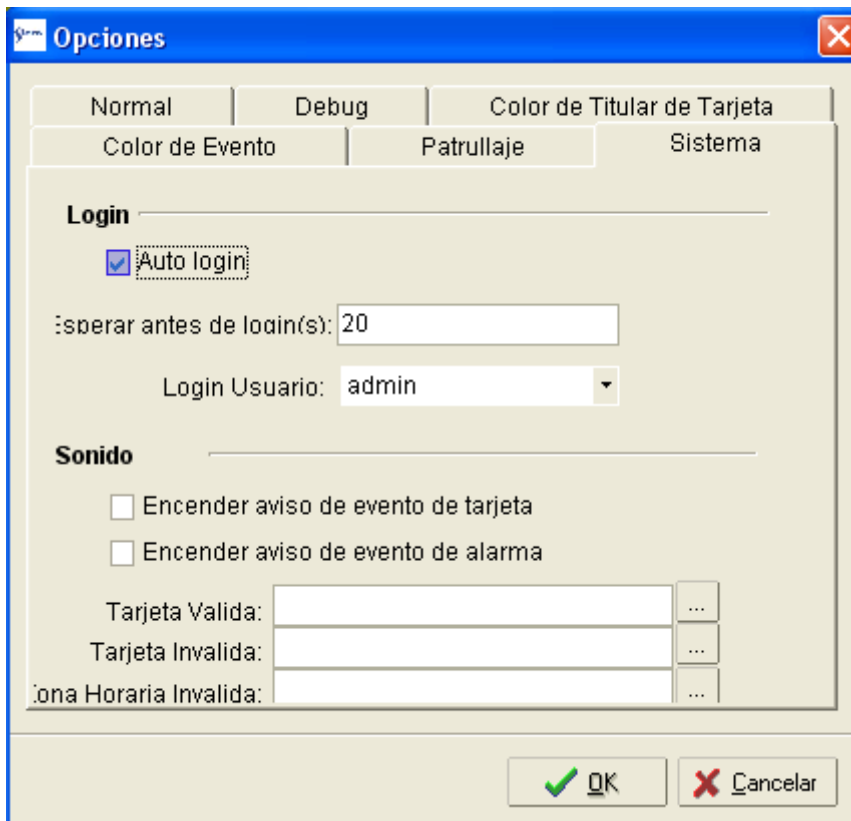 Opciones
Normal Debug Color de Titular de Tarjeta
Color de Evento Patrullaje Sistema
Login
Auto login
Esperar antes de login(s): 20
Login Usuario: admin
Sonido
Encender aviso de evento de tarjeta
Encender aviso de evento de alarma
Tarjeta Valida: ...
Tarjeta Invalida: ...
ona Horaria Invalida: ...
OK Cancelar